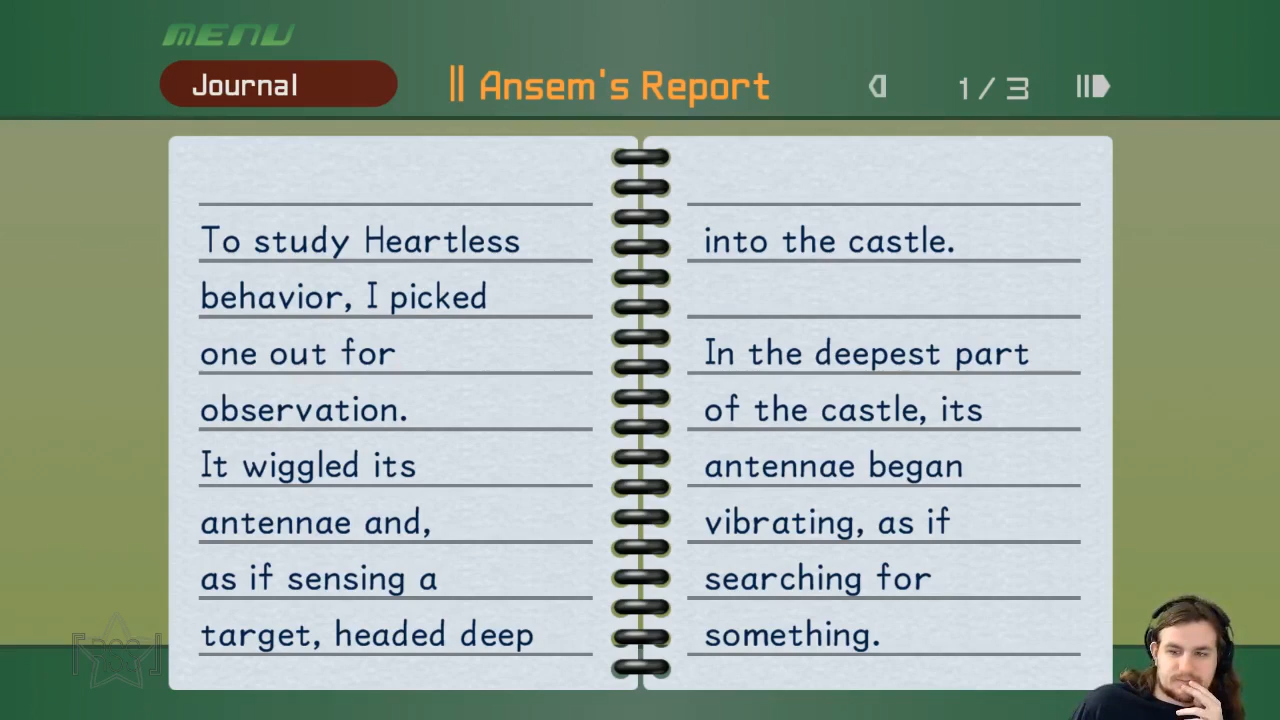 MENU
Journal
Ansem's Report
1/3
To study Heartless
behavior, I picked
one out for
observation.
It wiggled its
antennae and,
as if sensing a
target, headed deep
into the castle.
In the deepest part
of the castle, its
antennae began
vibrating, as if
searching for
something.